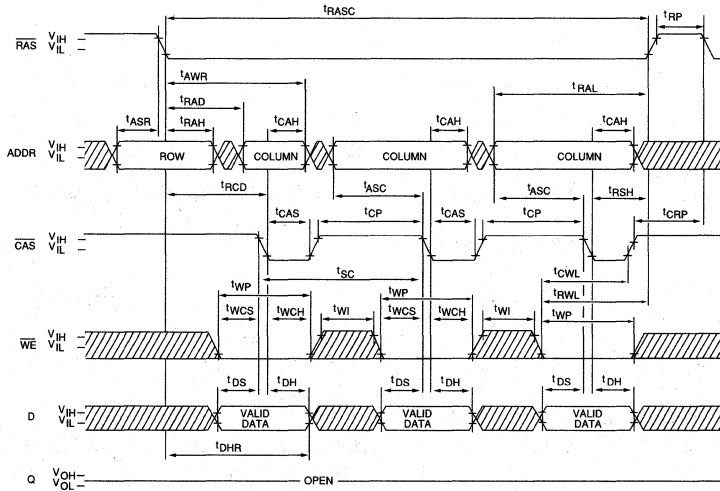 tRASC
tRP
RAS VIH
VIL
tAWR
tRAD
tRAL
tASR tRAH tCAH tCAH tCAH
ADDR VIH
VIL
ROW COLUMN COLUMN COLUMN
tRCD tASC tASC tRSH
tCAS tCP tCAS tCP tCRP
CAS VIH
VIL
tSC tCWL
tWP tWP tRWL
tWCS tWCH tWI tWCS tWCH tWI tWP
WE VIH
VIL
tDS tDH tDS tDH tDS tDH
D VIH
VIL
VALID DATA VALID DATA VALID DATA
tDHR
Q VOH
VOL
OPEN